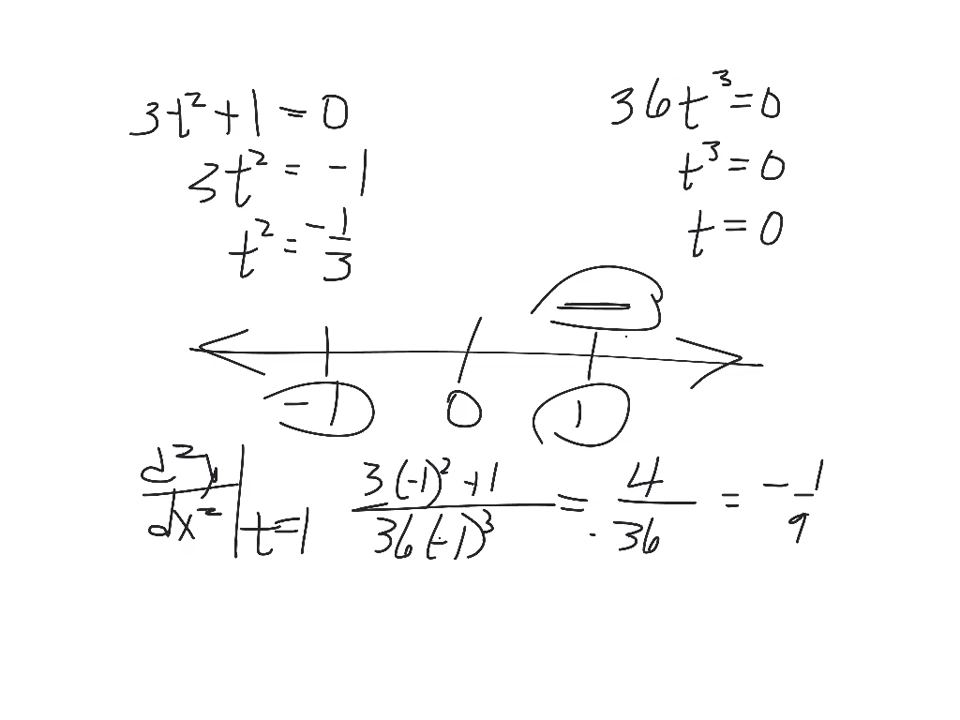 3t² + 1 = 0
3t² = -1
t² = -1/3
36t³ = 0
t³ = 0
t = 0
—
-1 0 1
d²y/dx² | t=1 (3(-1)² + 1)/(36(-1)³) = 4/-36 = -1/9